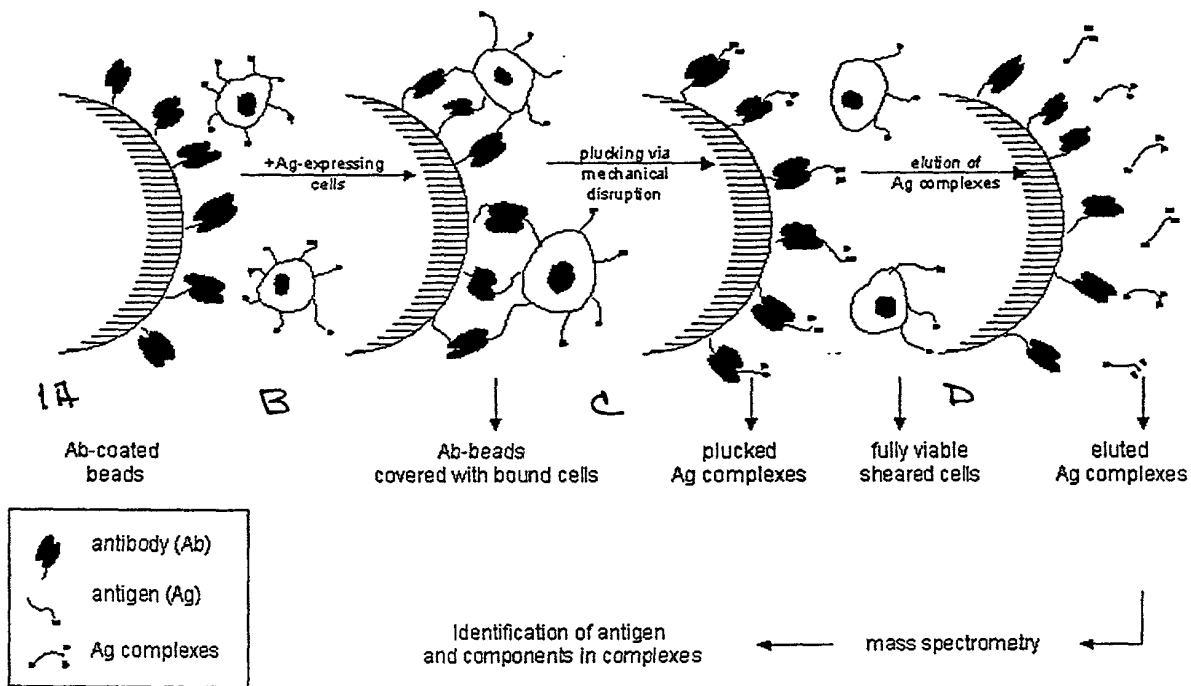 +Ag-expressing
cells
plucking via
mechanical
disruption
elution of
Ag complexes
1A
B
C
D
Ab-coated
beads
Ab-beads
covered with bound cells
plucked
Ag complexes
fully viable
sheared cells
eluted
Ag complexes
antibody (Ab)
antigen (Ag)
Ag complexes
Identification of antigen
and components in complexes
mass spectrometry